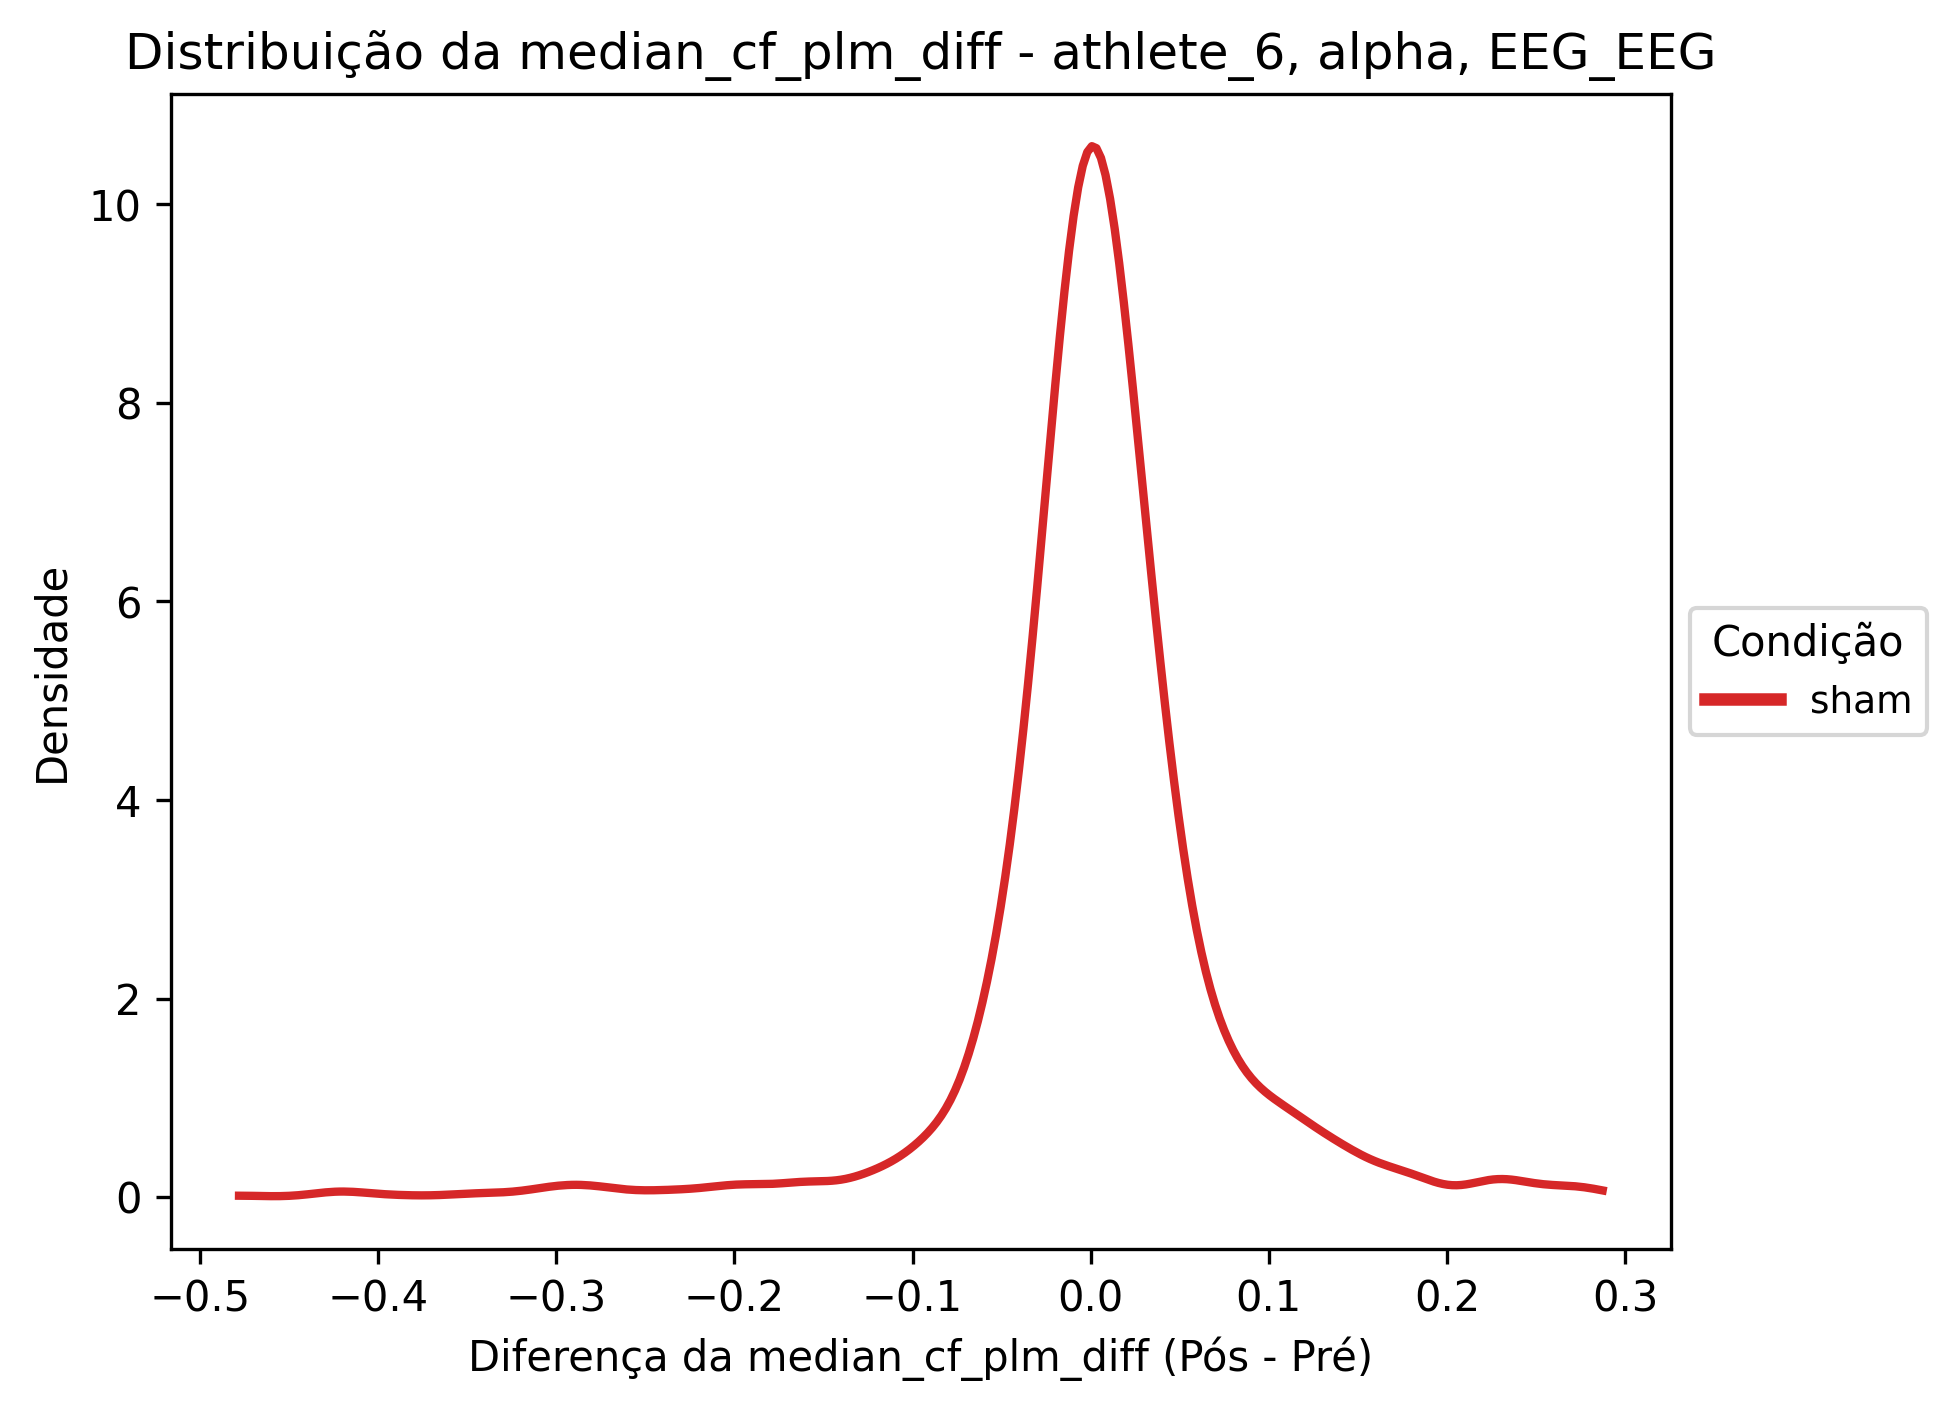 Distribuição da median_cf_plm_diff - athlete_6, alpha, EEG_EEG
Densidade
10
8
6
4
2
0
−0.5 −0.4 −0.3 −0.2 −0.1 0.0 0.1 0.2 0.3
Diferença da median_cf_plm_diff (Pós - Pré)
Condição
sham